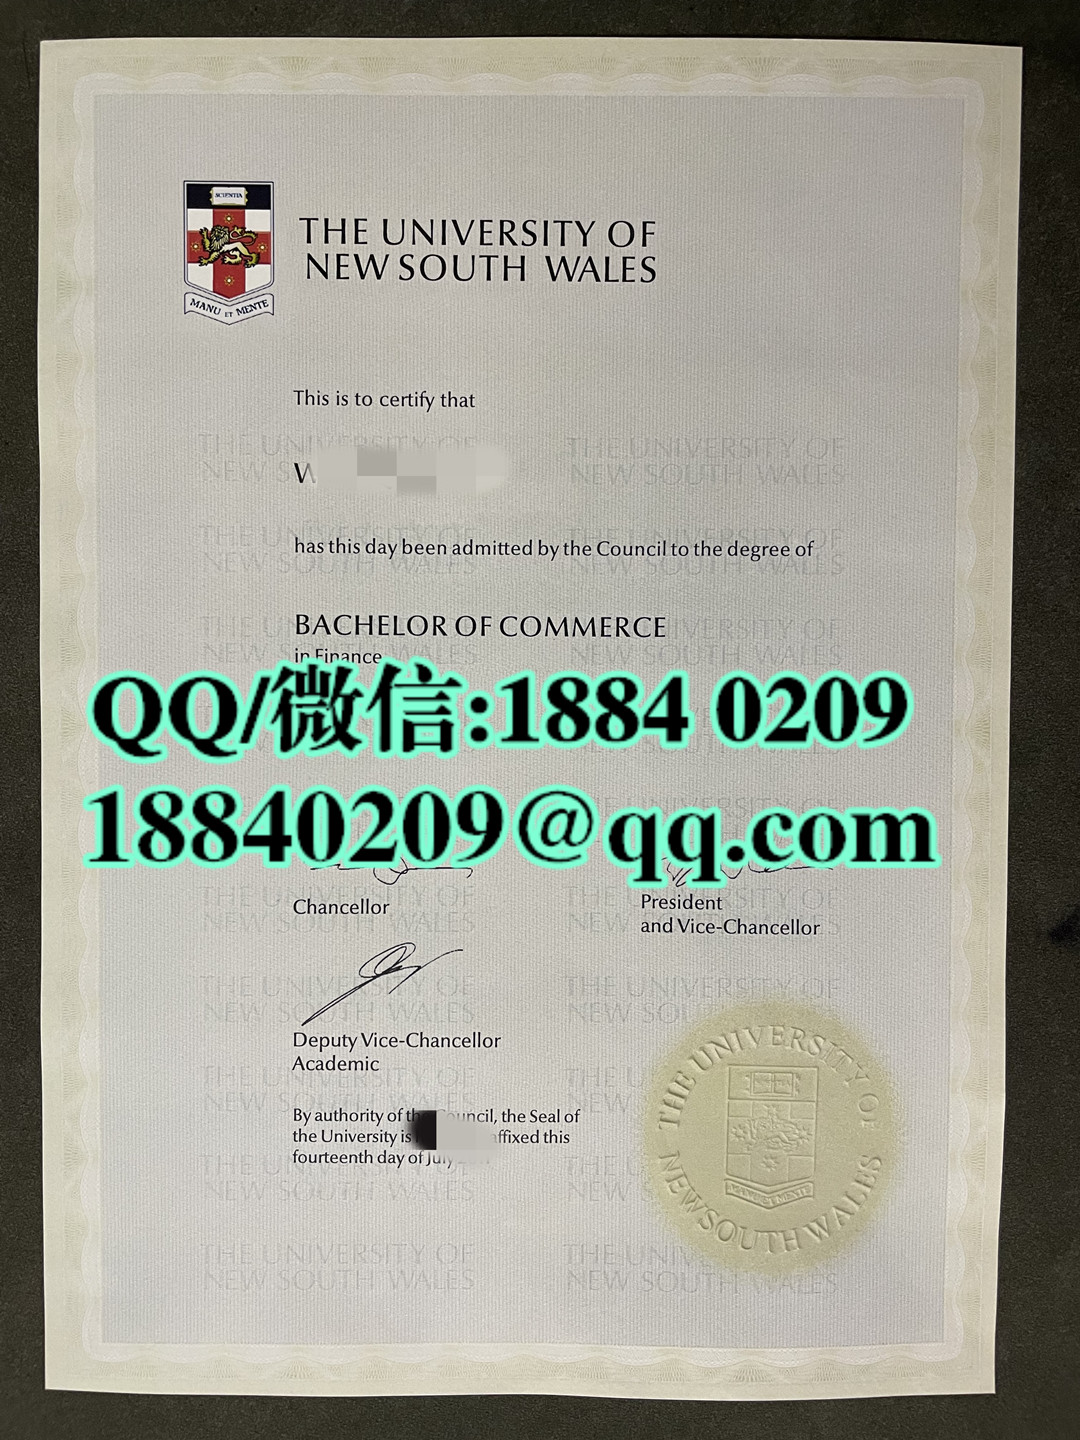 SCIENTIA
MANU ET MENTE
THE UNIVERSITY OF
NEW SOUTH WALES
This is to certify that
has this day been admitted by the Council to the degree of
BACHELOR OF COMMERCE
in Finance
QQ/微信:1884 0209
18840209@qq.com
Chancellor
President
and Vice-Chancellor
Deputy Vice-Chancellor
Academic
By authority of the Council, the Seal of
the University is affixed this
fourteenth day of July
THE UNIVERSITY OF
NEW SOUTH WALES
MANU ET MENTE